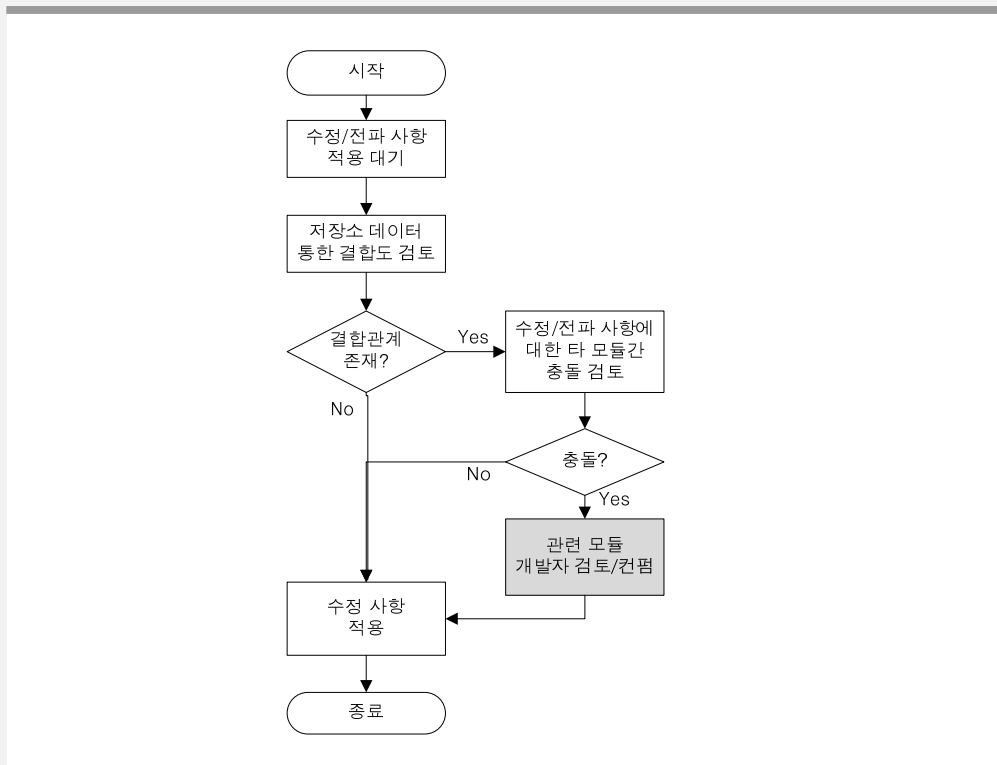 시작
수정/전파 사항
적용 대기
저장소 데이터
통한 결합도 검토
결합관계
존재?
Yes
수정/전파 사항에
대한 타 모듈간
충돌 검토
No
충돌?
No
Yes
관련 모듈
개발자 검토/컨펌
수정 사항
적용
종료